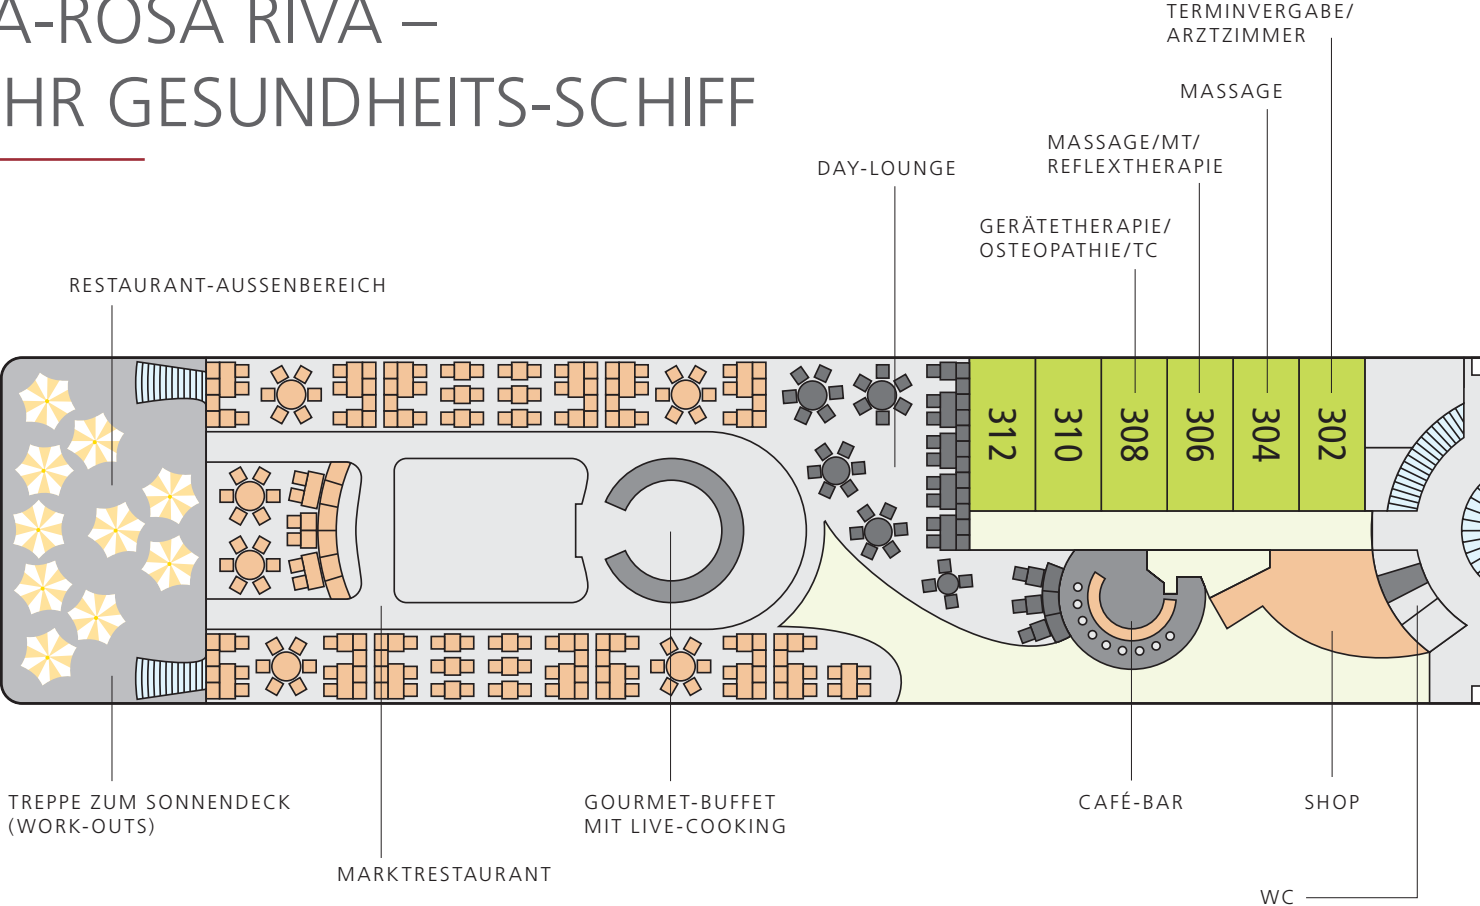 A-ROSA RIVA –
HR GESUNDHEITS-SCHIFF
TERMINVERGABE/
ARZTZIMMER
MASSAGE
MASSAGE/MT/
REFLEXTHERAPIE
DAY-LOUNGE
GERÄTETHERAPIE/
OSTEOPATHIE/TC
RESTAURANT-AUSSENBEREICH
312
310
308
306
304
302
TREPPE ZUM SONNENDECK
(WORK-OUTS)
GOURMET-BUFFET
MIT LIVE-COOKING
CAFÉ-BAR
SHOP
MARKTRESTAURANT
WC